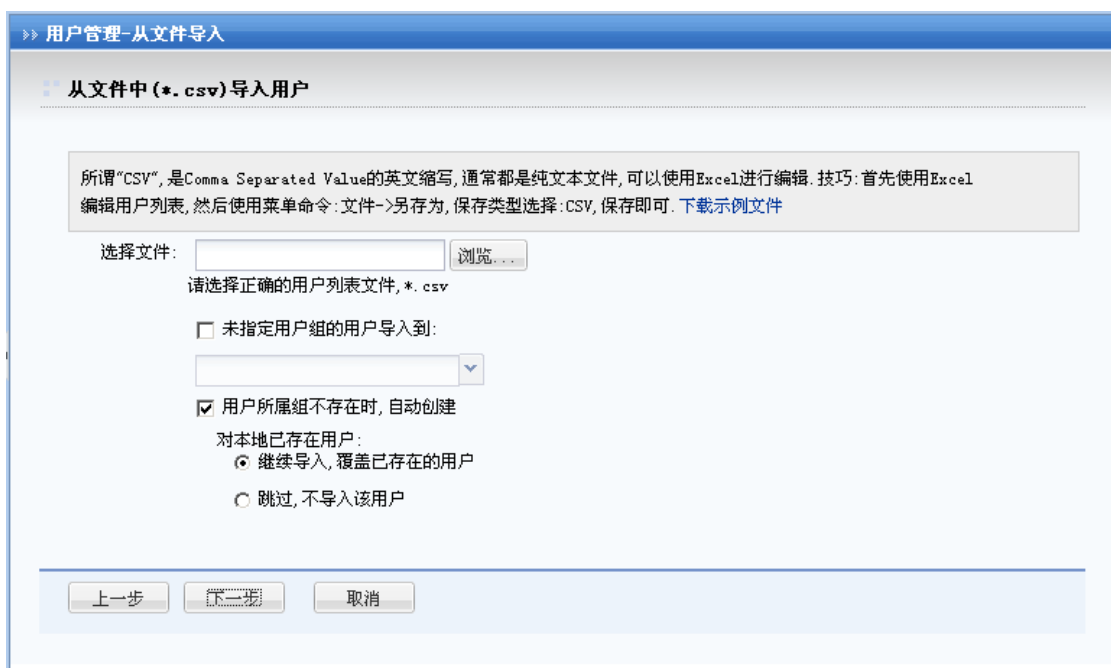 用户管理-从文件导入
从文件中(*.csv)导入用户
所谓"CSV",是Comma Separated Value的英文缩写,通常都是纯文本文件,可以使用Excel进行编辑.技巧:首先使用Excel
编辑用户列表,然后使用菜单命令:文件->另存为,保存类型选择:CSV,保存即可.下载示例文件
选择文件: 浏览...
请选择正确的用户列表文件,*.csv
未指定用户组的用户导入到:
用户所属组不存在时,自动创建
对本地已存在用户:
继续导入,覆盖已存在的用户
跳过,不导入该用户
上一步 下一步 取消